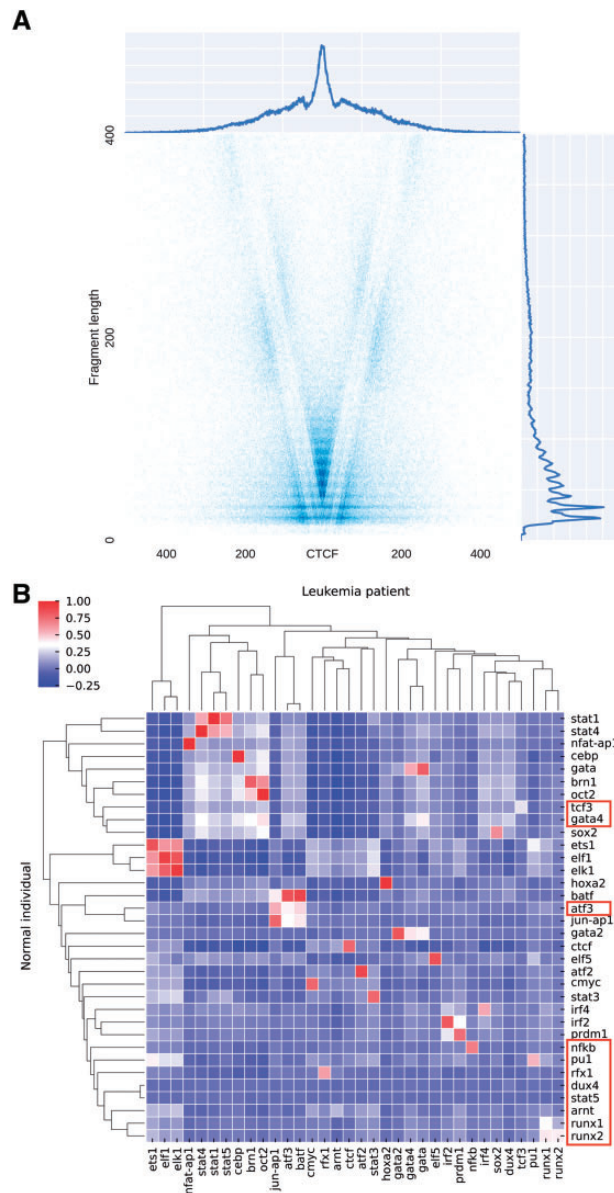 A
400
Fragment length
200
0
400
200
CTCF
200
400
B
Leukemia patient
1.00
0.75
0.50
0.25
0.00
−0.25
Normal individual
stat1
stat4
nfat-ap1
cebp
gata
brn1
oct2
tcf3
gata4
sox2
ets1
elf1
elk1
hoxa2
batf
atf3
jun-ap1
gata2
ctcf
elf5
atf2
cmyc
stat3
irf4
irf2
prdm1
nfkb
pu1
rfx1
dux4
stat5
arnt
runx1
runx2
ets1
elf1
elk1
nfat-ap1
stat4
stat1
stat5
cebp
brn1
oct2
jun-ap1
atf3
batf
cmyc
rfx1
arnt
ctcf
atf2
stat3
hoxa2
gata2
gata4
gata
elf5
irf2
prdm1
nfkb
irf4
sox2
dux4
tcf3
pu1
runx1
runx2